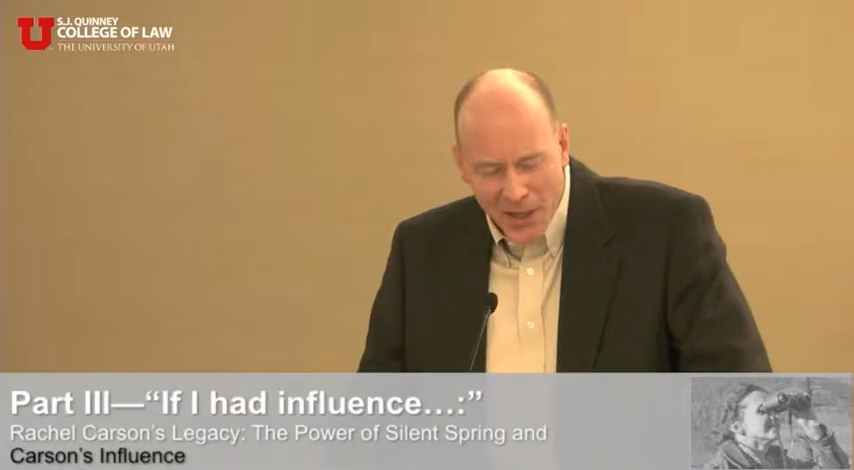 S.J. QUINNEY
COLLEGE OF LAW
THE UNIVERSITY OF UTAH
Part III—“If I had influence…:”
Rachel Carson’s Legacy: The Power of Silent Spring and
Carson’s Influence